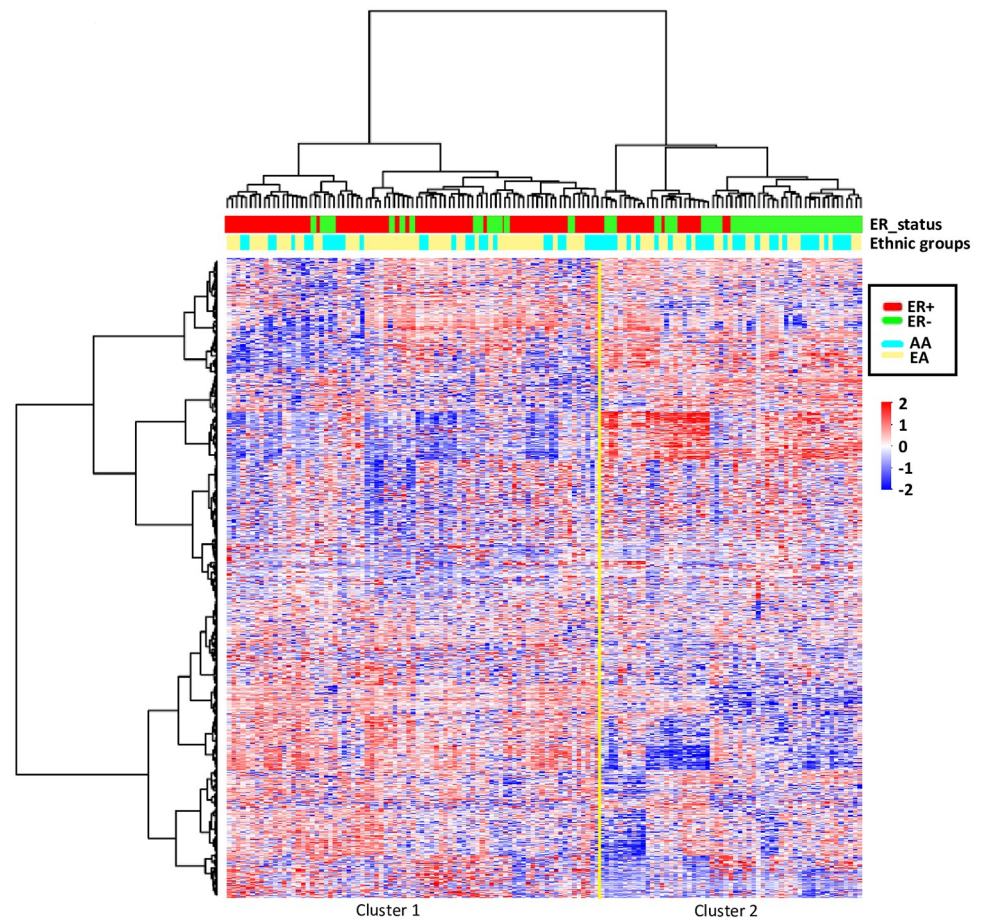 ER_status
Ethnic groups
ER+
ER-
AA
EA
2
1
0
-1
-2
Cluster 1
Cluster 2